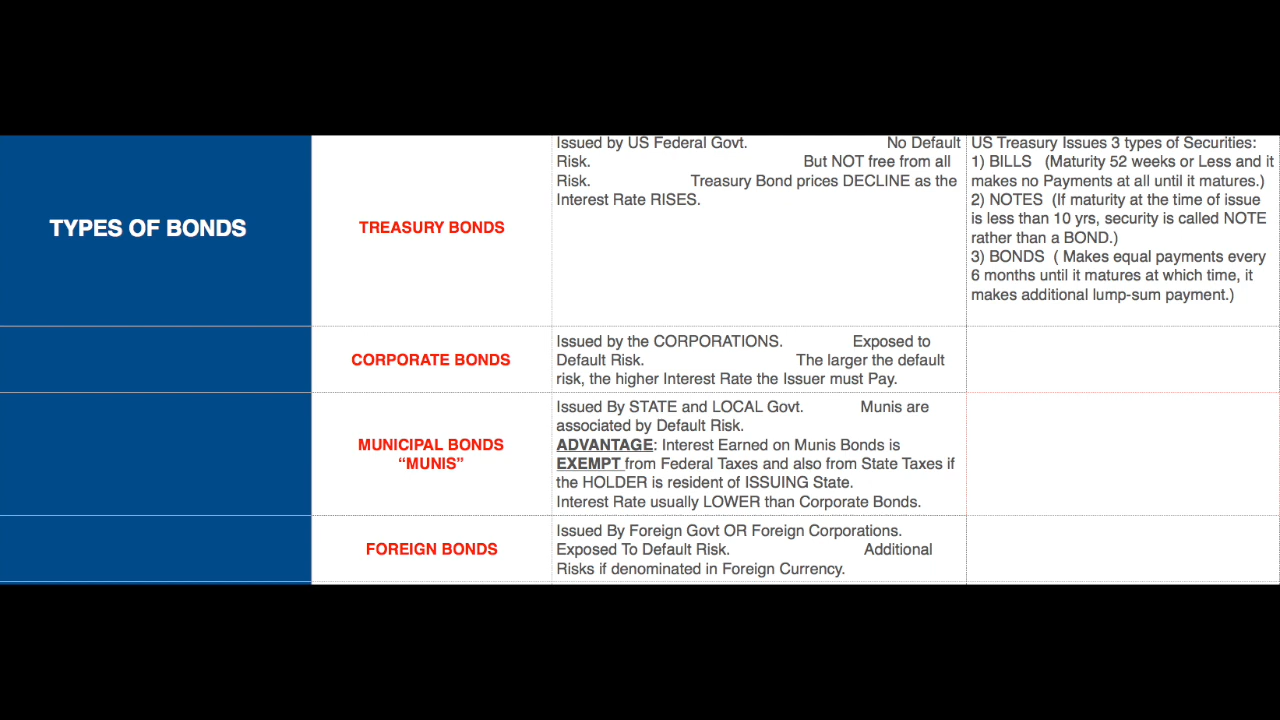 TYPES OF BONDS
TREASURY BONDS
Issued by US Federal Govt. No Default
Risk. But NOT free from all
Risk. Treasury Bond prices DECLINE as the
Interest Rate RISES.
US Treasury Issues 3 types of Securities:
1) BILLS (Maturity 52 weeks or Less and it
makes no Payments at all until it matures.)
2) NOTES (If maturity at the time of issue
is less than 10 yrs, security is called NOTE
rather than a BOND.)
3) BONDS ( Makes equal payments every
6 months until it matures at which time, it
makes additional lump-sum payment.)
CORPORATE BONDS
Issued by the CORPORATIONS. Exposed to
Default Risk. The larger the default
risk, the higher Interest Rate the Issuer must Pay.
MUNICIPAL BONDS
“MUNIS”
Issued By STATE and LOCAL Govt. Munis are
associated by Default Risk.
ADVANTAGE: Interest Earned on Munis Bonds is
EXEMPT from Federal Taxes and also from State Taxes if
the HOLDER is resident of ISSUING State.
Interest Rate usually LOWER than Corporate Bonds.
FOREIGN BONDS
Issued By Foreign Govt OR Foreign Corporations.
Exposed To Default Risk. Additional
Risks if denominated in Foreign Currency.